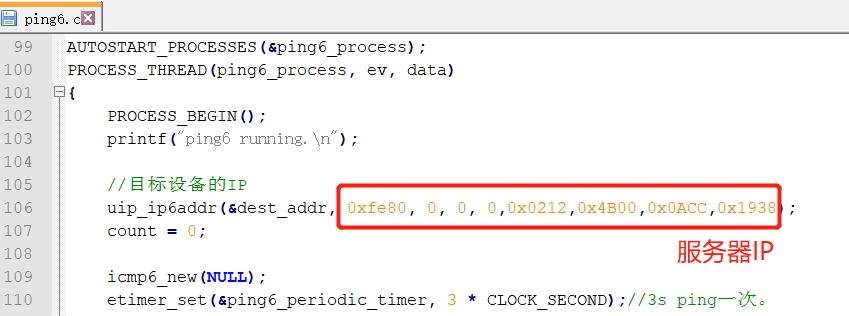 ping6.c
99 AUTOSTART_PROCESSES(&ping6_process);
100 PROCESS_THREAD(ping6_process, ev, data)
101 {
102 PROCESS_BEGIN();
103 printf("ping6 running.\n");
104
105 //目标设备的IP
106 uip_ip6addr(&dest_addr, 0xfe80, 0, 0, 0,0x0212,0x4B00,0x0ACC,0x1938);
107 count = 0;
服务器IP
108
109 icmp6_new(NULL);
110 etimer_set(&ping6_periodic_timer, 3 * CLOCK_SECOND);//3s ping一次。